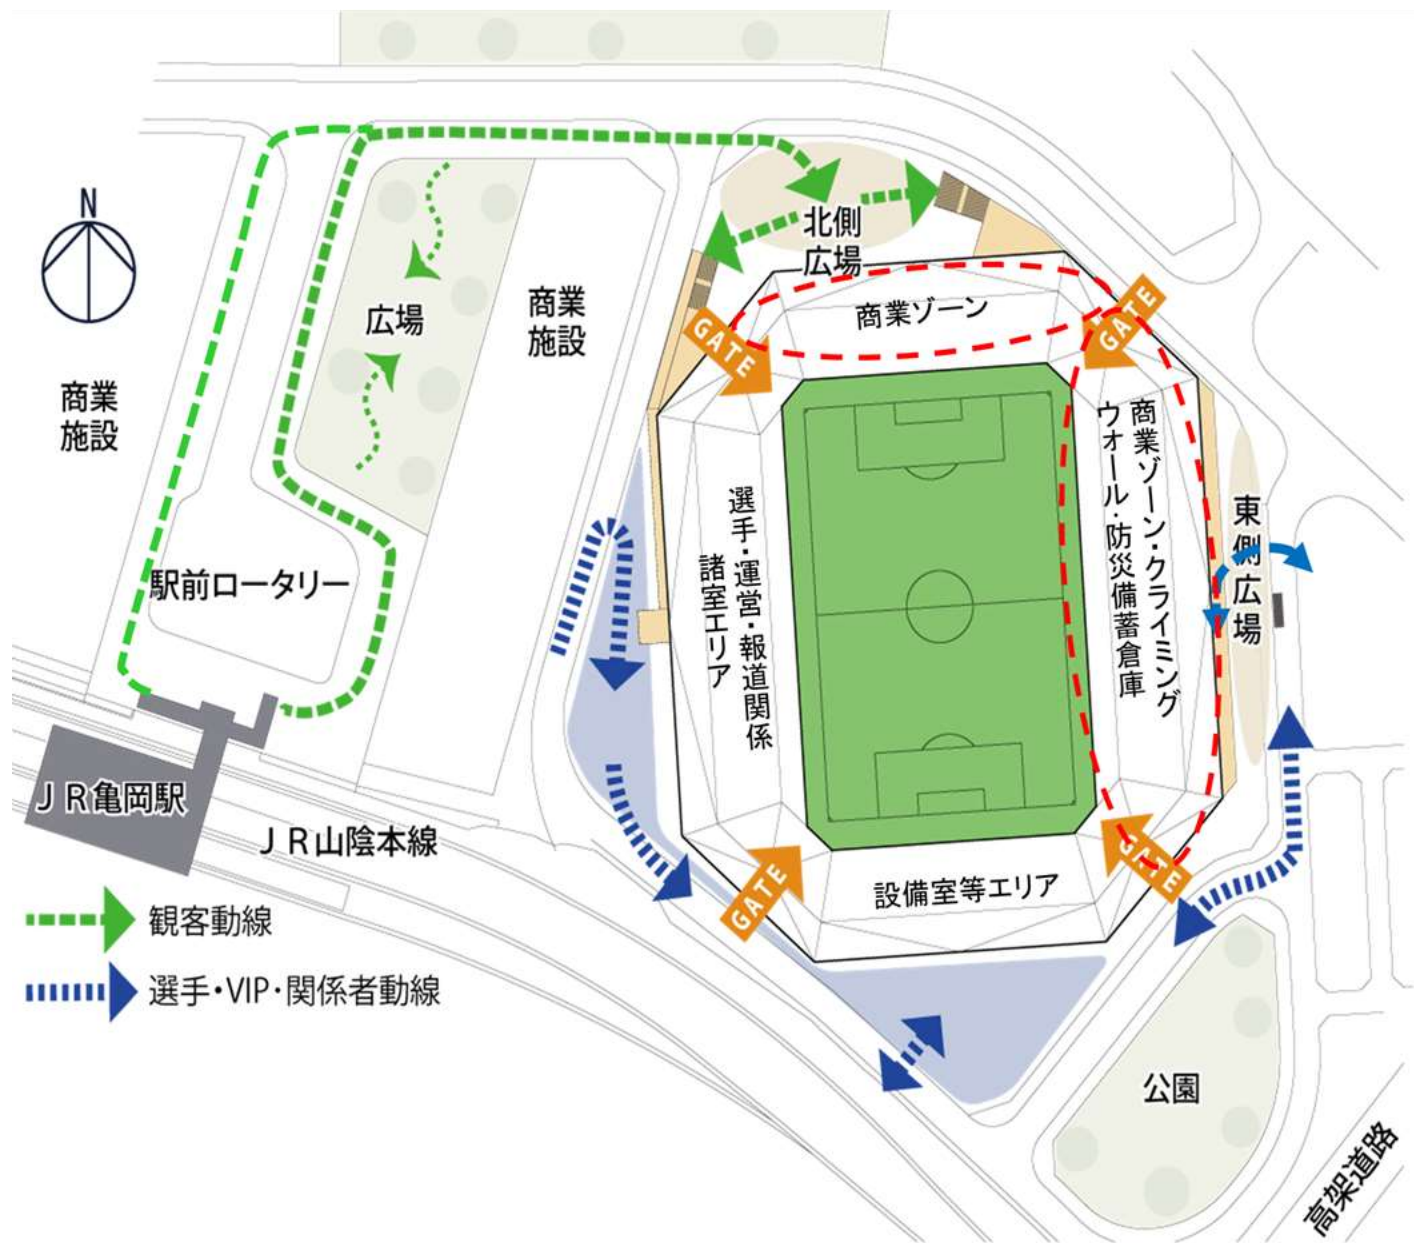 N
広場
商業
施設
商業
施設
駅前ロータリー
JR亀岡駅
JR山陰本線
観客動線
選手・VIP・関係者動線
北側
広場
商業ゾーン
GATE
GATE
商業ゾーン・クライミング
ウオール・防災備蓄倉庫
選手・運営・報道関係
諸室エリア
東側広場
設備室等エリア
GATE
GATE
公園
高架道路